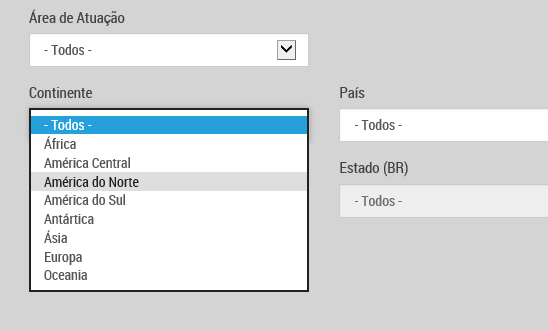 Área de Atuação
- Todos -
Continente
- Todos -
África
América Central
América do Norte
América do Sul
Antártica
Ásia
Europa
Oceania
País
- Todos -
Estado (BR)
- Todos -